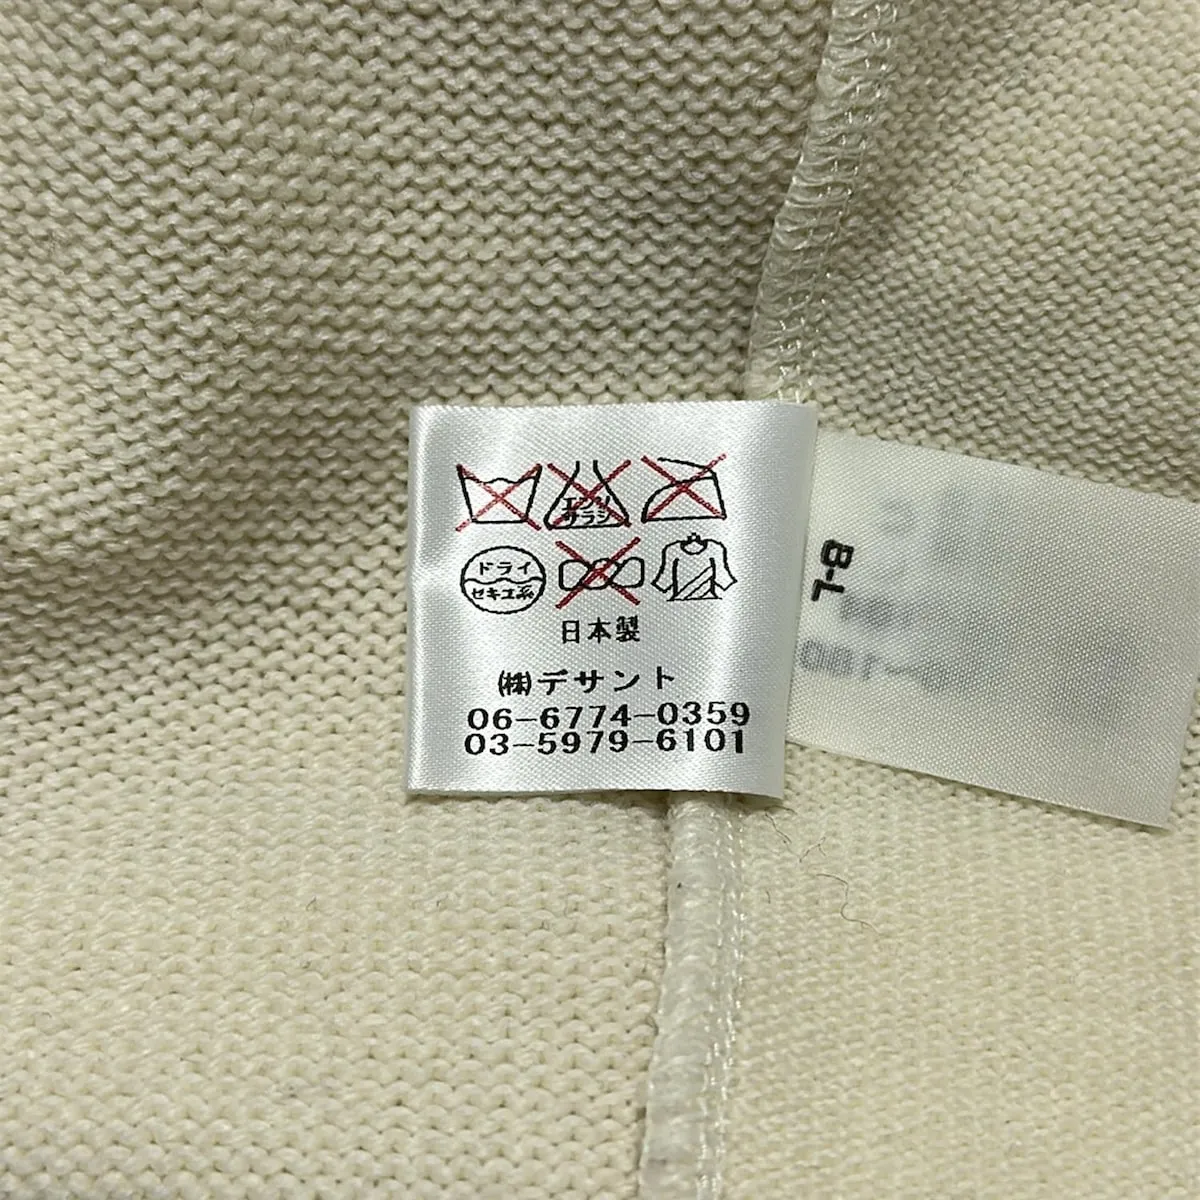 エンソ
サラシ
ドライ
セキユ系
日本製
㈱デサント
06-6774-0359
03-5979-6101
8-L